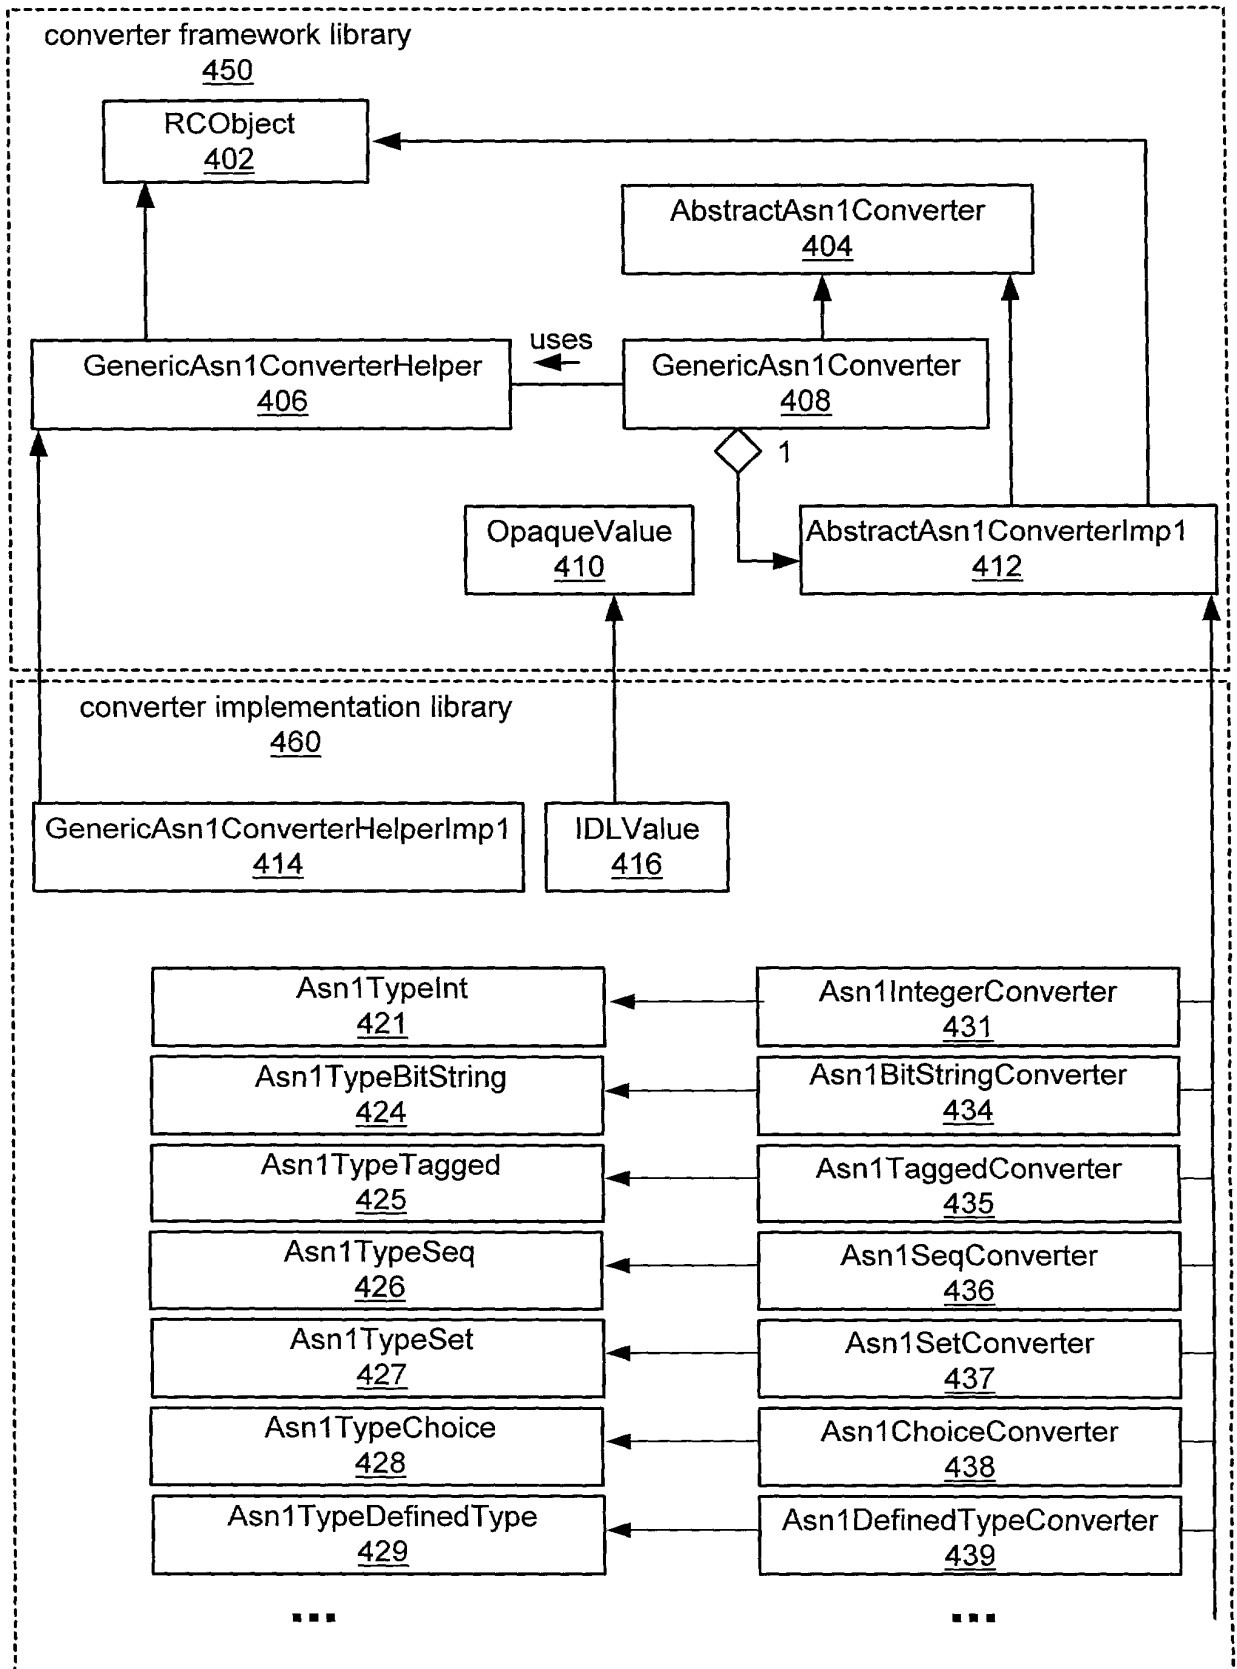 converter framework library
450
RCObject
402
AbstractAsn1Converter
404
uses
GenericAsn1ConverterHelper
406
GenericAsn1Converter
408
1
OpaqueValue
410
AbstractAsn1ConverterImp1
412
converter implementation library
460
GenericAsn1ConverterHelperImp1
414
IDLValue
416
Asn1TypeInt
421
Asn1IntegerConverter
431
Asn1TypeBitString
424
Asn1BitStringConverter
434
Asn1TypeTagged
425
Asn1TaggedConverter
435
Asn1TypeSeq
426
Asn1SeqConverter
436
Asn1TypeSet
427
Asn1SetConverter
437
Asn1TypeChoice
428
Asn1ChoiceConverter
438
Asn1TypeDefinedType
429
Asn1DefinedTypeConverter
439
...
...